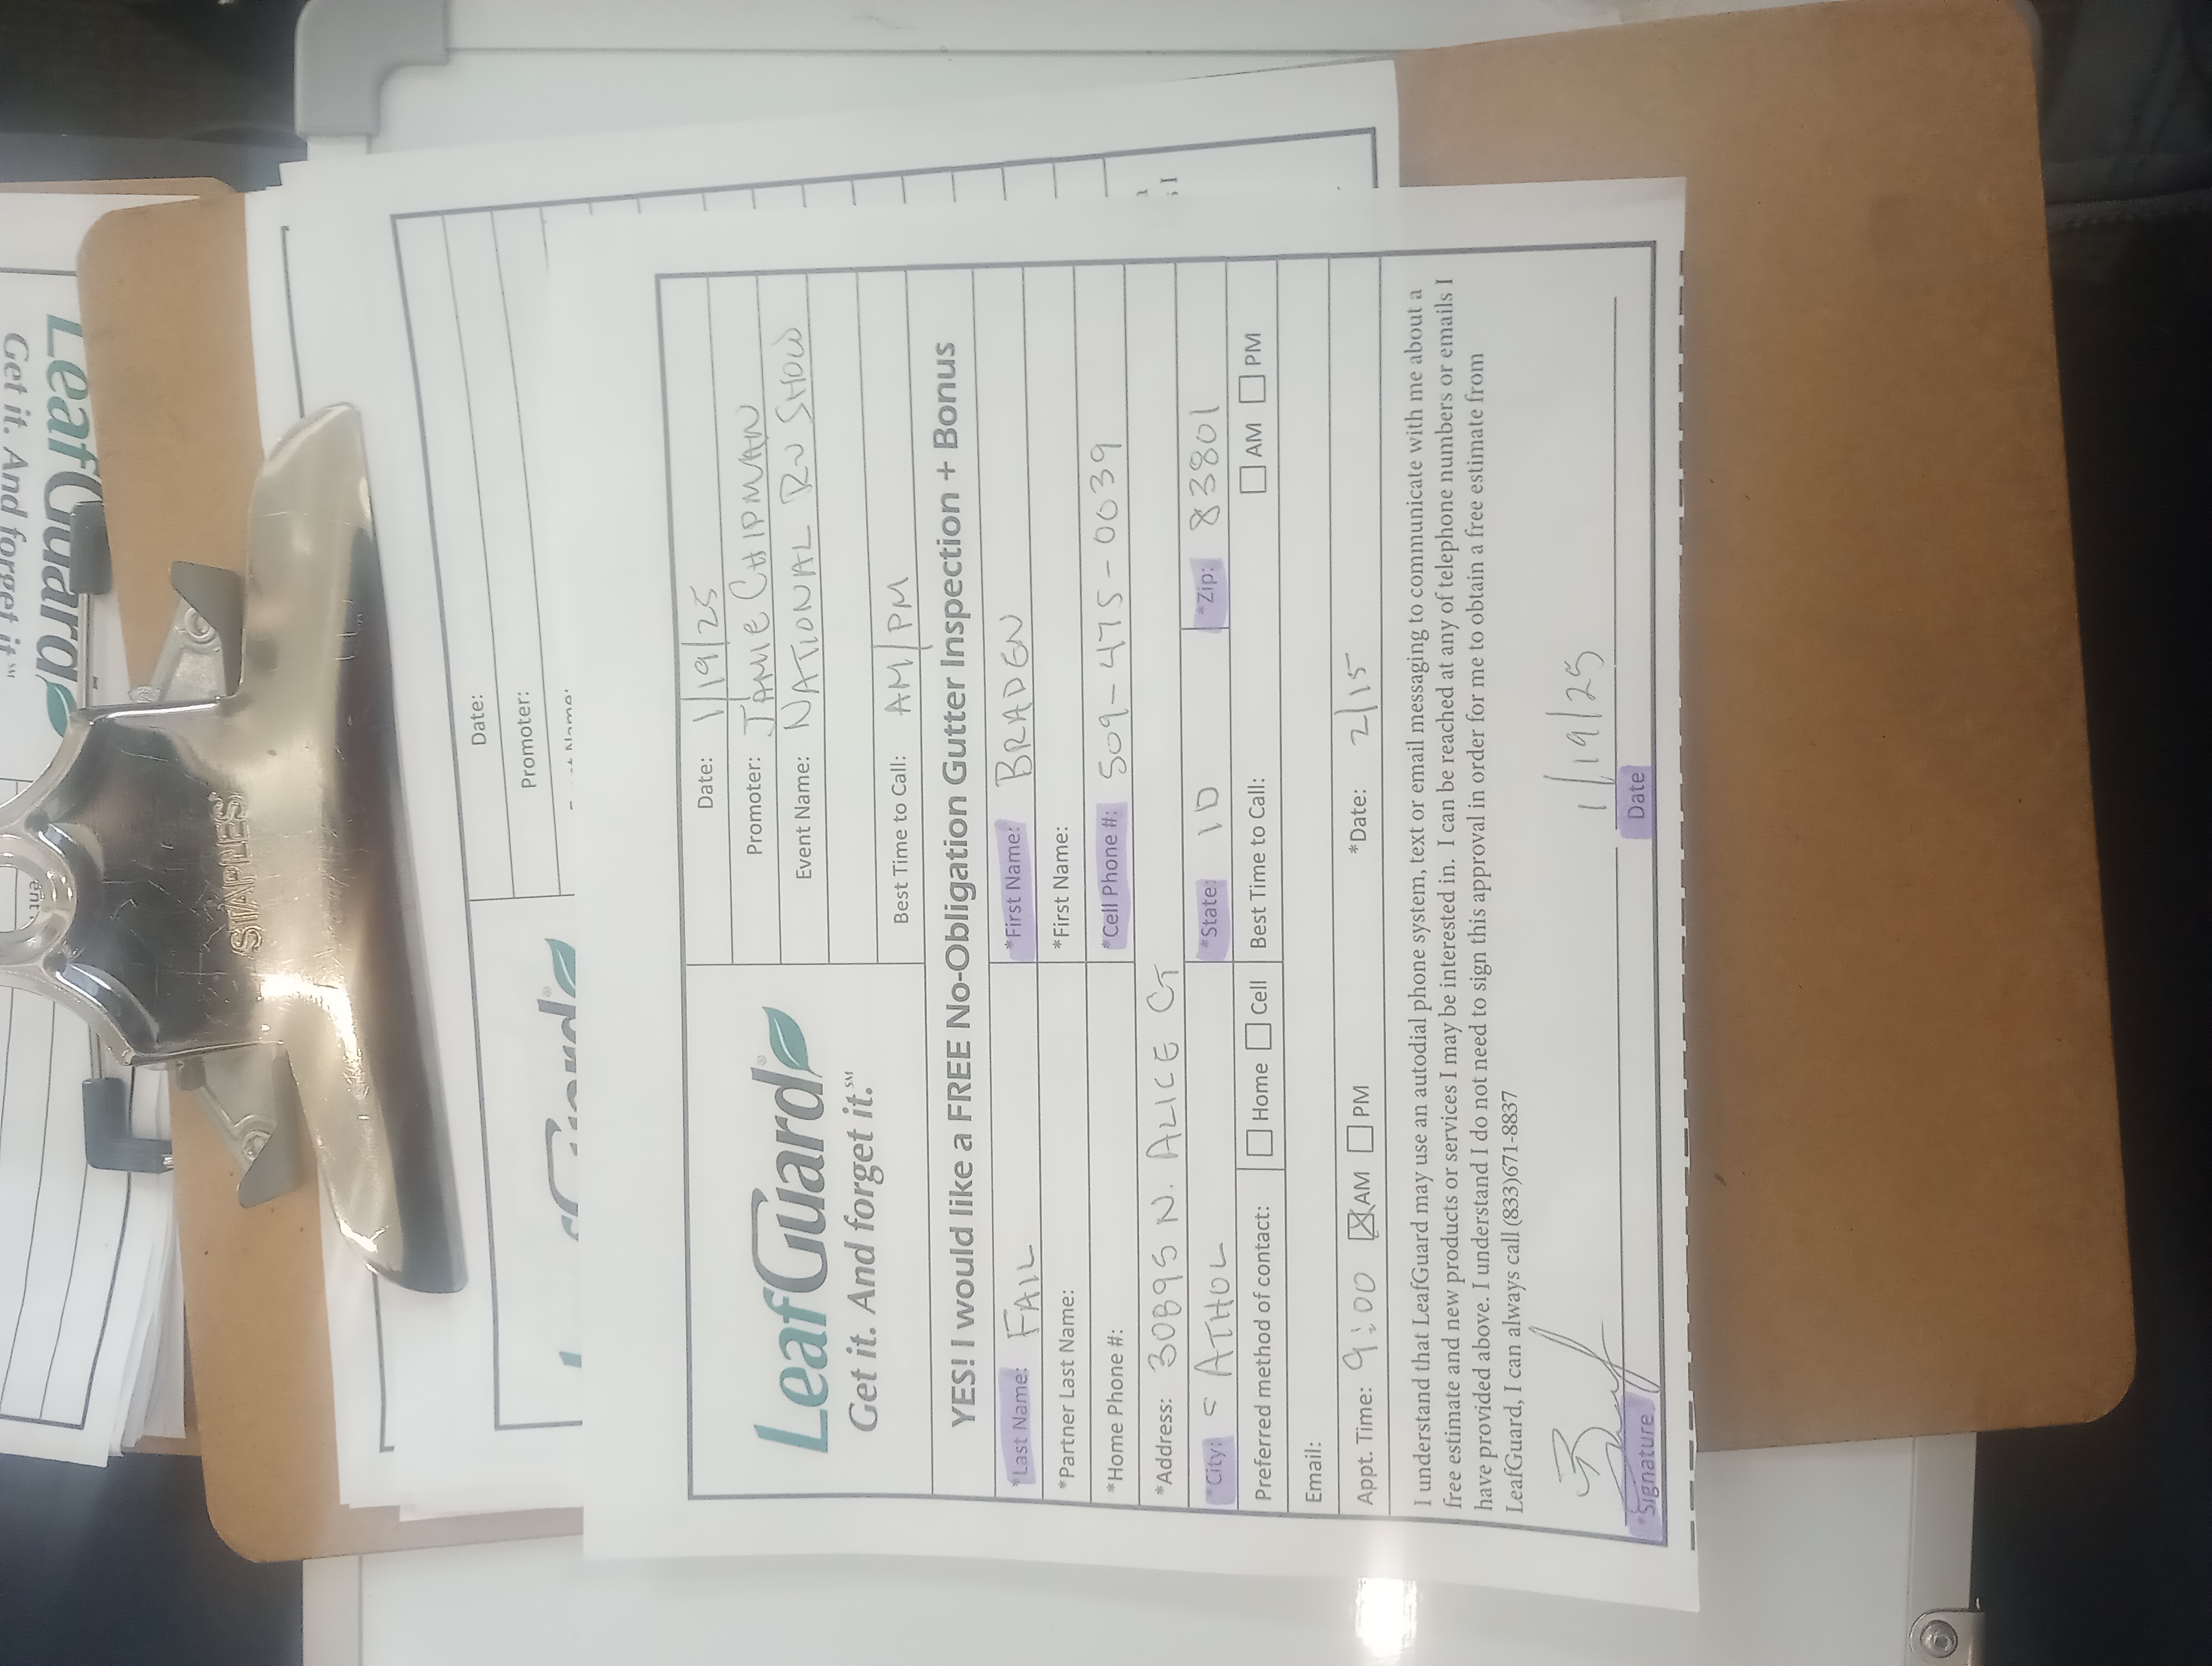 Get it. And forget it.℠
LeafGuard
STAPLES
Date:
Promoter:
LeafGuard®
Name:
LeafGuard®
Get it. And forget it.℠
Date: 1/19/25
Promoter: JAMIE CHIPMAN
Event Name: NATIONAL RV SHOW
Best Time to Call: AM/PM
YES! I would like a FREE No-Obligation Gutter Inspection + Bonus
*Last Name: FAIL *First Name: BRADEN
*Partner Last Name: *First Name:
*Home Phone #: *Cell Phone #: 509-475-0039
*Address: 30895 N. ALICE CT
*City: ATHOL *State: ID *Zip: 83801
Preferred method of contact: Home Cell Best Time to Call: AM PM
Email:
Appt. Time: 9:00 AM PM *Date: 2/15
I understand that LeafGuard may use an autodial phone system, text or email messaging to communicate with me about a
free estimate and new products or services I may be interested in. I can be reached at any of telephone numbers or emails I
have provided above. I understand I do not need to sign this approval in order for me to obtain a free estimate from
LeafGuard, I can always call (833)671-8837
1/19/25
*Signature Date